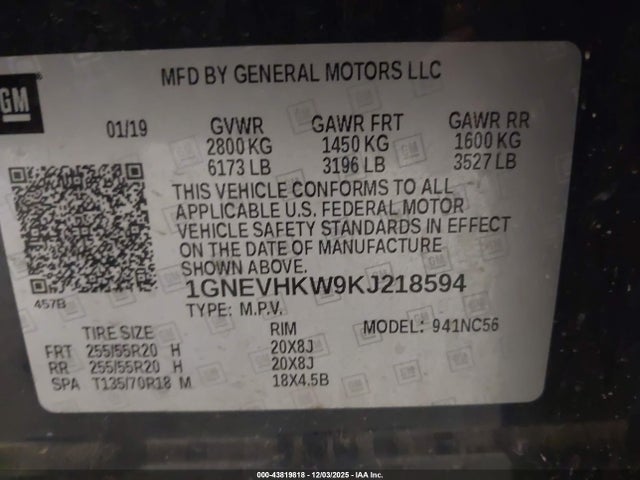 MFD BY GENERAL MOTORS LLC
GM
01/19
GVWR GAWR FRT GAWR RR
2800 KG 1450 KG 1600 KG
6173 LB 3196 LB 3527 LB
THIS VEHICLE CONFORMS TO ALL
APPLICABLE U.S. FEDERAL MOTOR
VEHICLE SAFETY STANDARDS IN EFFECT
ON THE DATE OF MANUFACTURE
SHOWN ABOVE.
457B
1GNEVHKW9KJ218594
TYPE: M.P.V.
MODEL: 941NC56
TIRE SIZE RIM
FRT 255/55R20 H 20X8J
RR 255/55R20 H 20X8J
SPA T135/70R18 M 18X4.5B
000-43819818 - 12/03/2025 - IAA Inc.